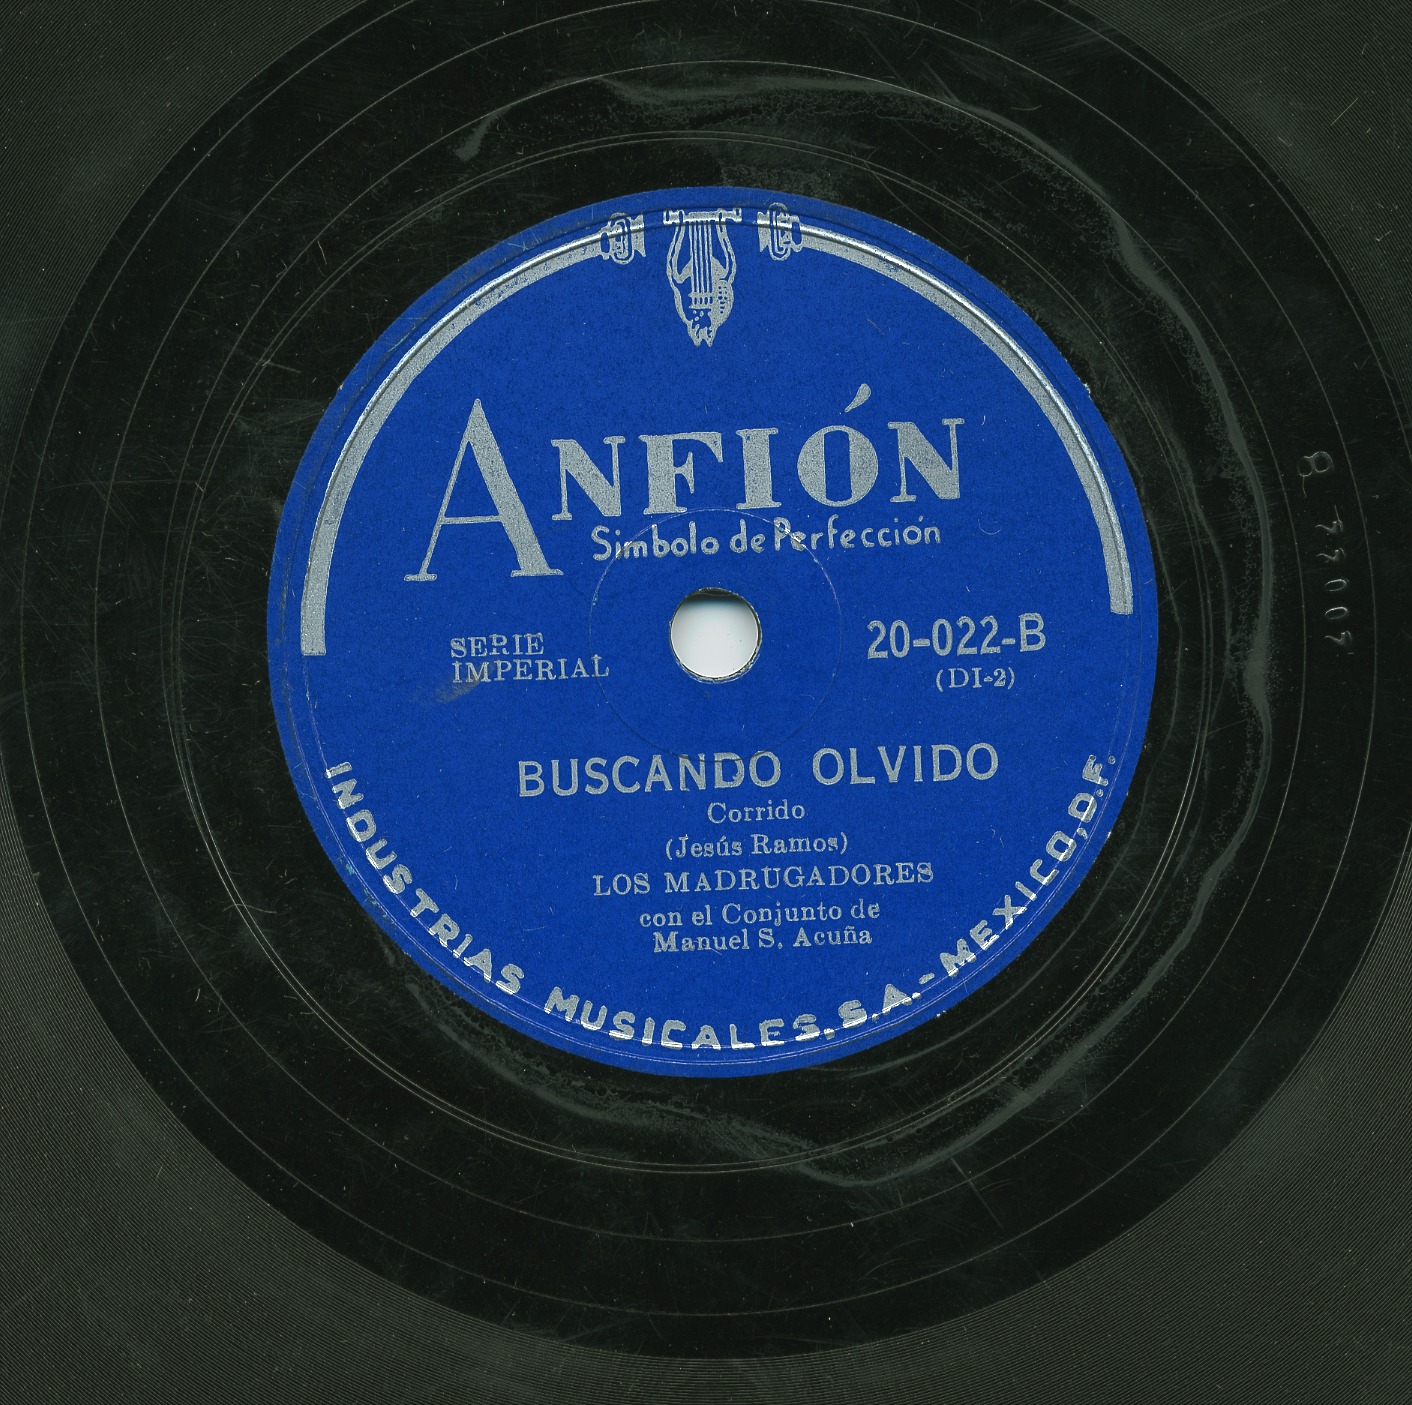 ANFIÓN
Símbolo de Perfección
SERIE
IMPERIAL
20-022-B
(DI-2)
BUSCANDO OLVIDO
Corrido
(Jesús Ramos)
LOS MADRUGADORES
con el Conjunto de
Manuel S. Acuña
INDUSTRIAS MUSICALES, S.A.-MEXICO, D.F.